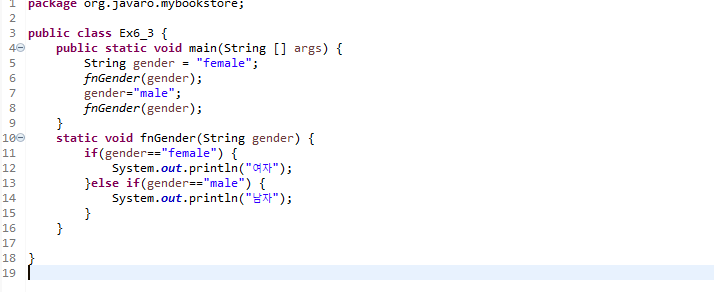 1 package org.javaro.mybookstore;
2
3 public class Ex6_3 {
4 public static void main(String [] args) {
5 String gender = "female";
6 fnGender(gender);
7 gender="male";
8 fnGender(gender);
9 }
10 static void fnGender(String gender) {
11 if(gender=="female") {
12 System.out.println("여자");
13 }else if(gender=="male") {
14 System.out.println("남자");
15 }
16 }
17
18 }
19